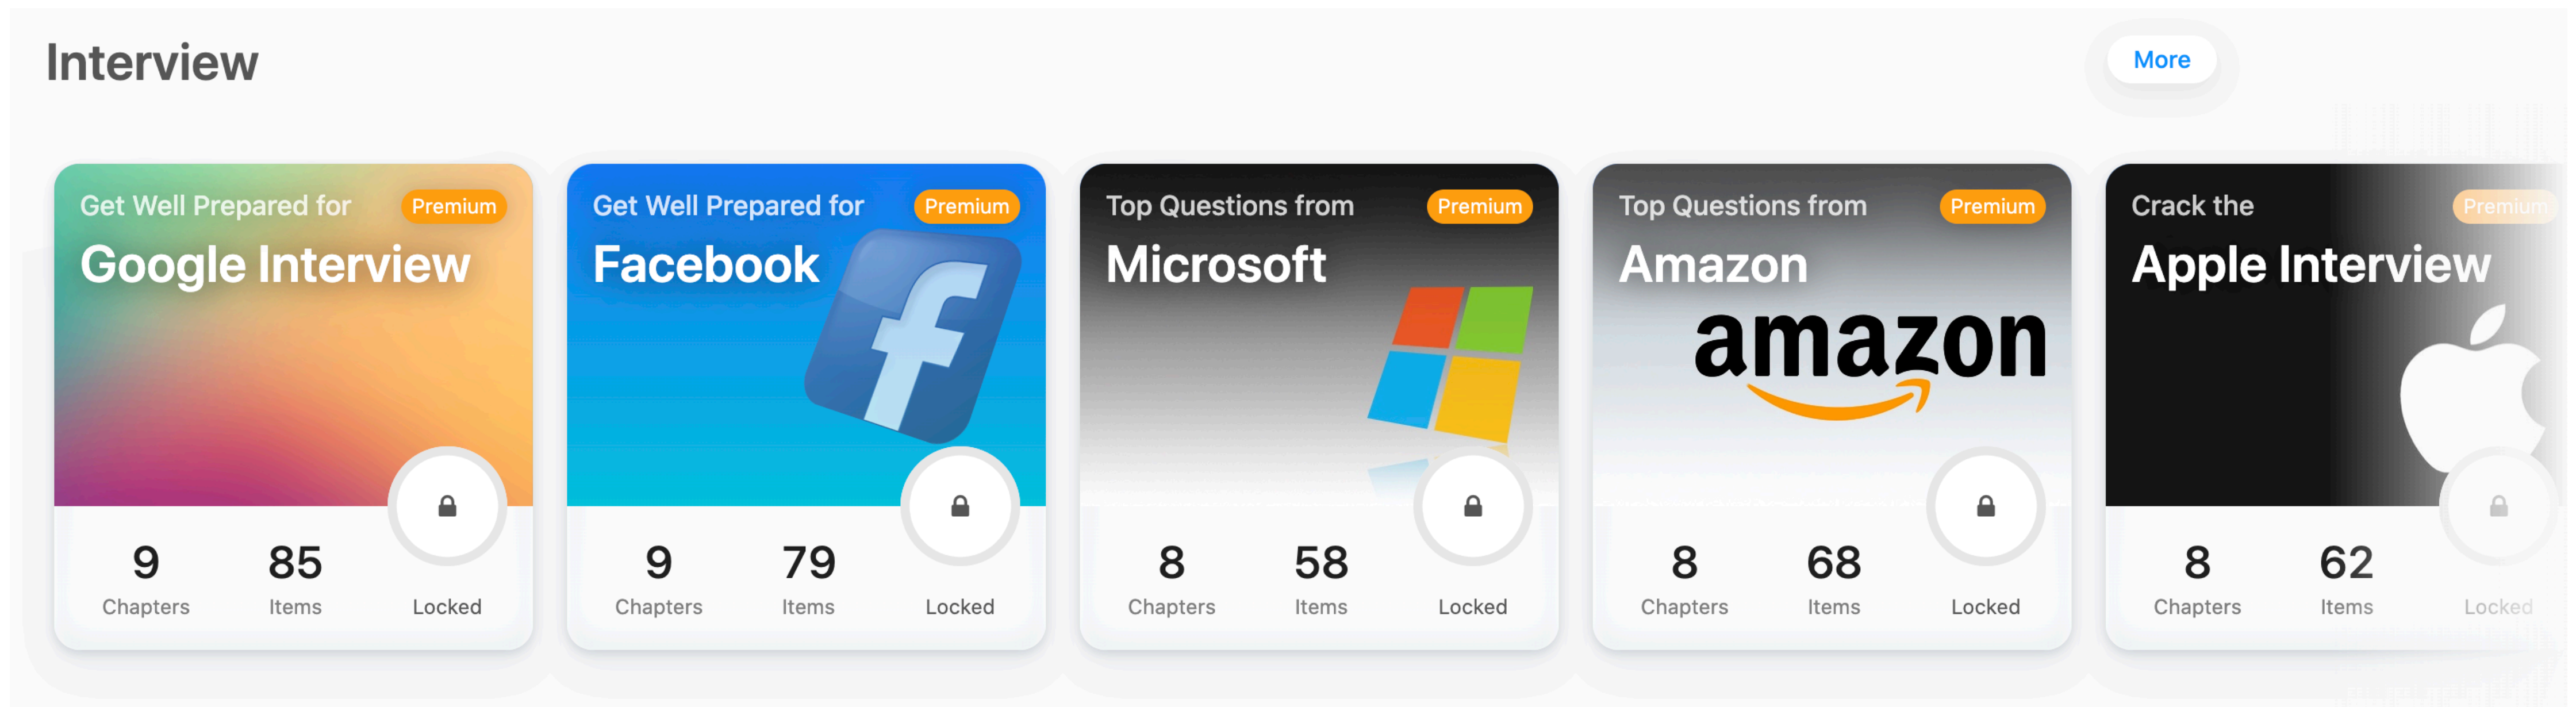 Interview
More
Get Well Prepared for
Premium
Google Interview
9
85
Chapters
Items
Locked
Get Well Prepared for
Premium
Facebook
f
9
79
Chapters
Items
Locked
Top Questions from
Premium
Microsoft
8
58
Chapters
Items
Locked
Top Questions from
Premium
Amazon
amazon
8
68
Chapters
Items
Locked
Crack the
Premium
Apple Interview
8
62
Chapters
Items
Locked